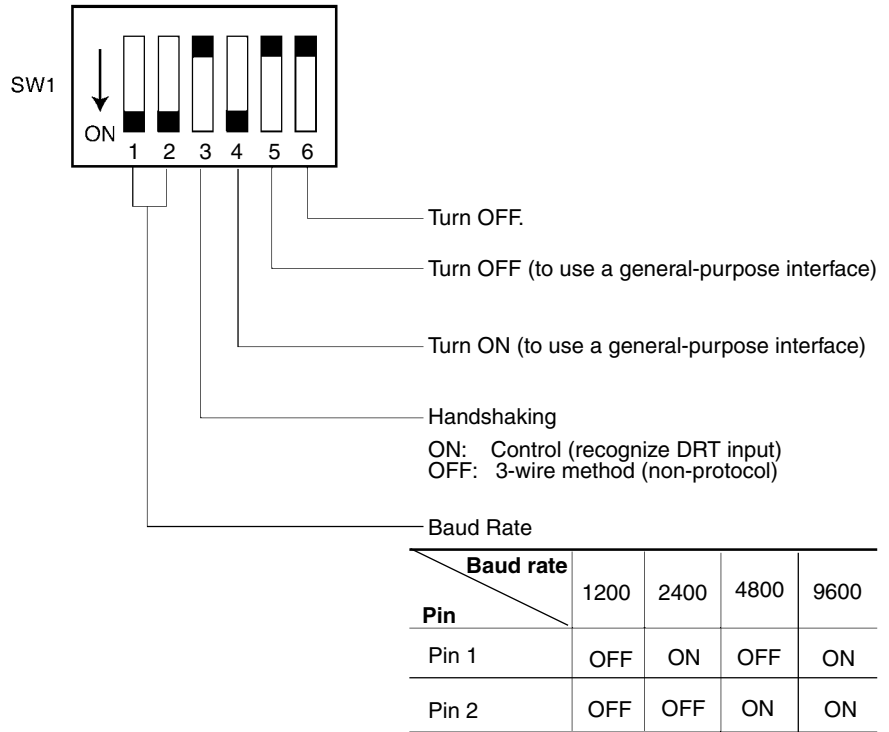 SW1
ON
1 2 3 4 5 6
Turn OFF.
Turn OFF (to use a general-purpose interface)
Turn ON (to use a general-purpose interface)
Handshaking
ON: Control (recognize DRT input)
OFF: 3-wire method (non-protocol)
Baud Rate
Baud rate
Pin
1200 2400 4800 9600
Pin 1 OFF ON OFF ON
Pin 2 OFF OFF ON ON